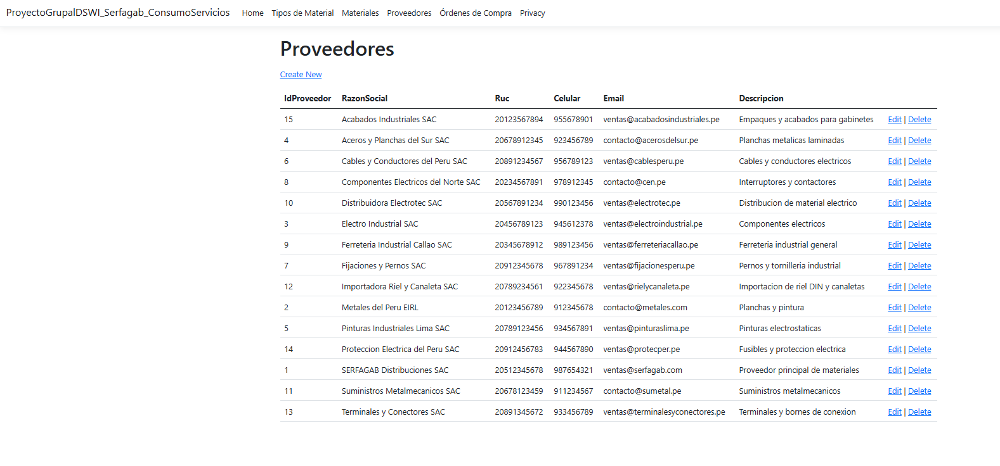 ProyectoGrupalDSWI_Serfagab_ConsumoServicios Home Tipos de Material Materiales Proveedores Órdenes de Compra Privacy
Proveedores
Create New
IdProveedor RazonSocial Ruc Celular Email Descripcion
15 Acabados Industriales SAC 20123567894 955678901 ventas@acabadosindustriales.pe Empaques y acabados para gabinetes Edit | Delete
4 Aceros y Planchas del Sur SAC 20678912345 923456789 contacto@acerosdelsur.pe Planchas metalicas laminadas Edit | Delete
6 Cables y Conductores del Peru SAC 20891234567 956789123 ventas@cablesperu.pe Cables y conductores electricos Edit | Delete
8 Componentes Electricos del Norte SAC 20234567891 978912345 contacto@cen.pe Interruptores y contactores Edit | Delete
10 Distribuidora Electrotec SAC 20567891234 990123456 ventas@electrotec.pe Distribucion de material electrico Edit | Delete
3 Electro Industrial SAC 20456789123 945612378 ventas@electroindustrial.pe Componentes electricos Edit | Delete
9 Ferreteria Industrial Callao SAC 20345678912 989123456 ventas@ferreteriacallao.pe Ferreteria industrial general Edit | Delete
7 Fijaciones y Pernos SAC 20912345678 967891234 ventas@fijacionesperu.pe Pernos y tornilleria industrial Edit | Delete
12 Importadora Riel y Canaleta SAC 20789234561 922345678 ventas@rielycanaleta.pe Importacion de riel DIN y canaletas Edit | Delete
2 Metales del Peru EIRL 20123456789 912345678 contacto@metales.com Planchas y pintura Edit | Delete
5 Pinturas Industriales Lima SAC 20789123456 934567891 ventas@pinturaslima.pe Pinturas electrostaticas Edit | Delete
14 Proteccion Electrica del Peru SAC 20912456783 944567890 ventas@protecper.pe Fusibles y proteccion electrica Edit | Delete
1 SERFAGAB Distribuciones SAC 20512345678 987654321 ventas@serfagab.com Proveedor principal de materiales Edit | Delete
11 Suministros Metalmecanicos SAC 20678123459 911234567 contacto@sumetal.pe Suministros metalmecanicos Edit | Delete
13 Terminales y Conectores SAC 20891345672 933456789 ventas@terminalesyconectores.pe Terminales y bornes de conexion Edit | Delete